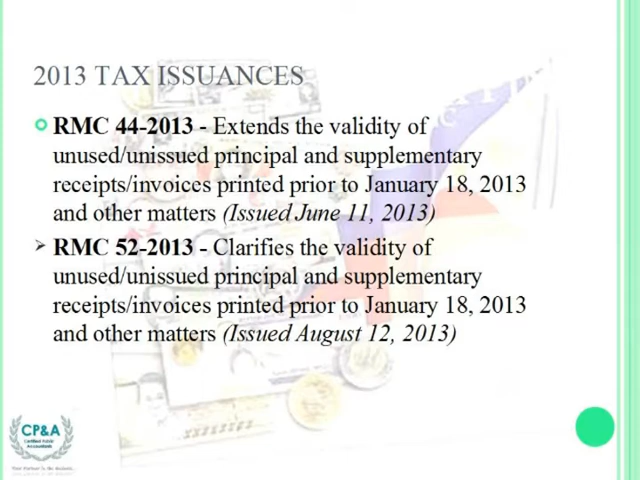 2013 TAX ISSUANCES
RMC 44-2013 - Extends the validity of
unused/unissued principal and supplementary
receipts/invoices printed prior to January 18, 2013
and other matters (Issued June 11, 2013)
RMC 52-2013 - Clarifies the validity of
unused/unissued principal and supplementary
receipts/invoices printed prior to January 18, 2013
and other matters (Issued August 12, 2013)
CP&A
Certified Public
Accountants